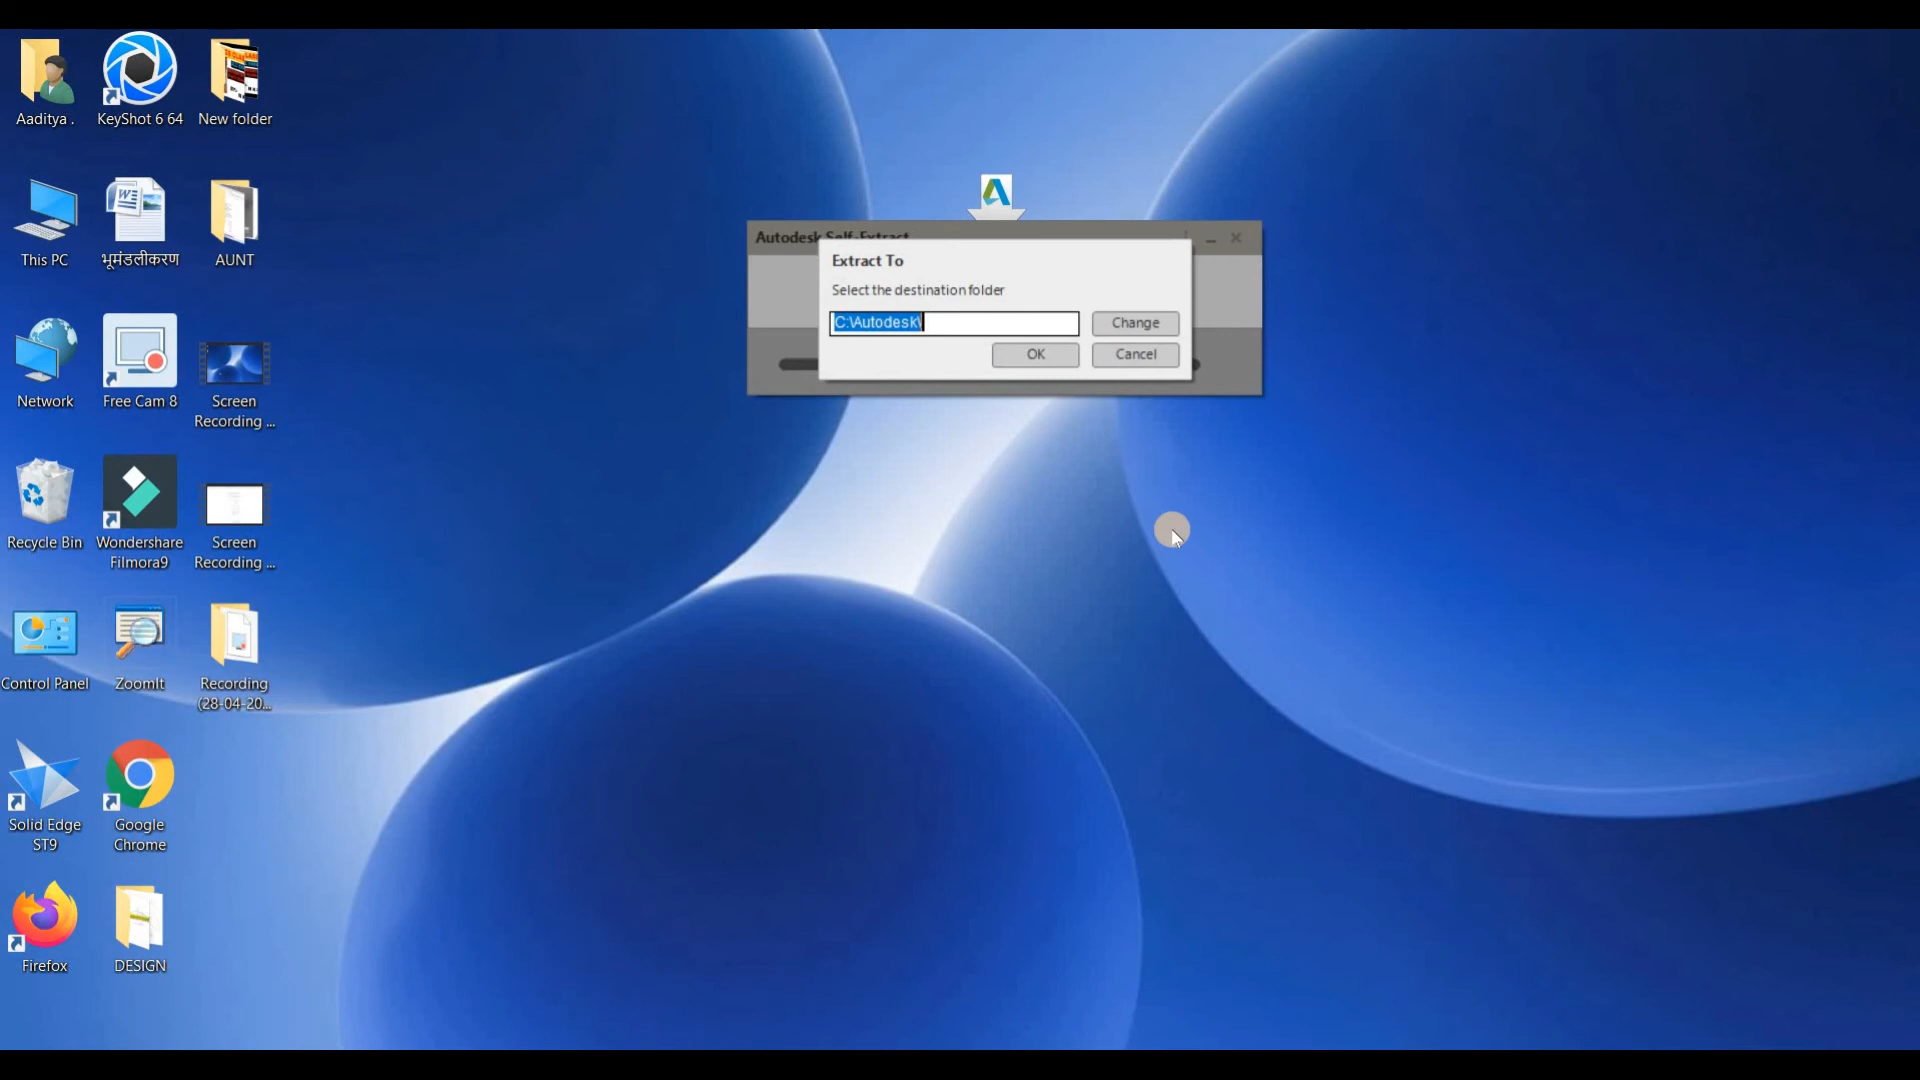 Aaditya .
KeyShot 6 64
New folder
This PC
भूमंडलीकरण
AUNT
Network
Free Cam 8
Screen
Recording ...
Recycle Bin
Wondershare
Filmora9
Screen
Recording ...
Control Panel
ZoomIt
Recording
(28-04-20...
Solid Edge
ST9
Google
Chrome
Firefox
DESIGN
Autodesk Self-Extract
Extract To
Select the destination folder
C:\Autodesk\
Change
OK
Cancel